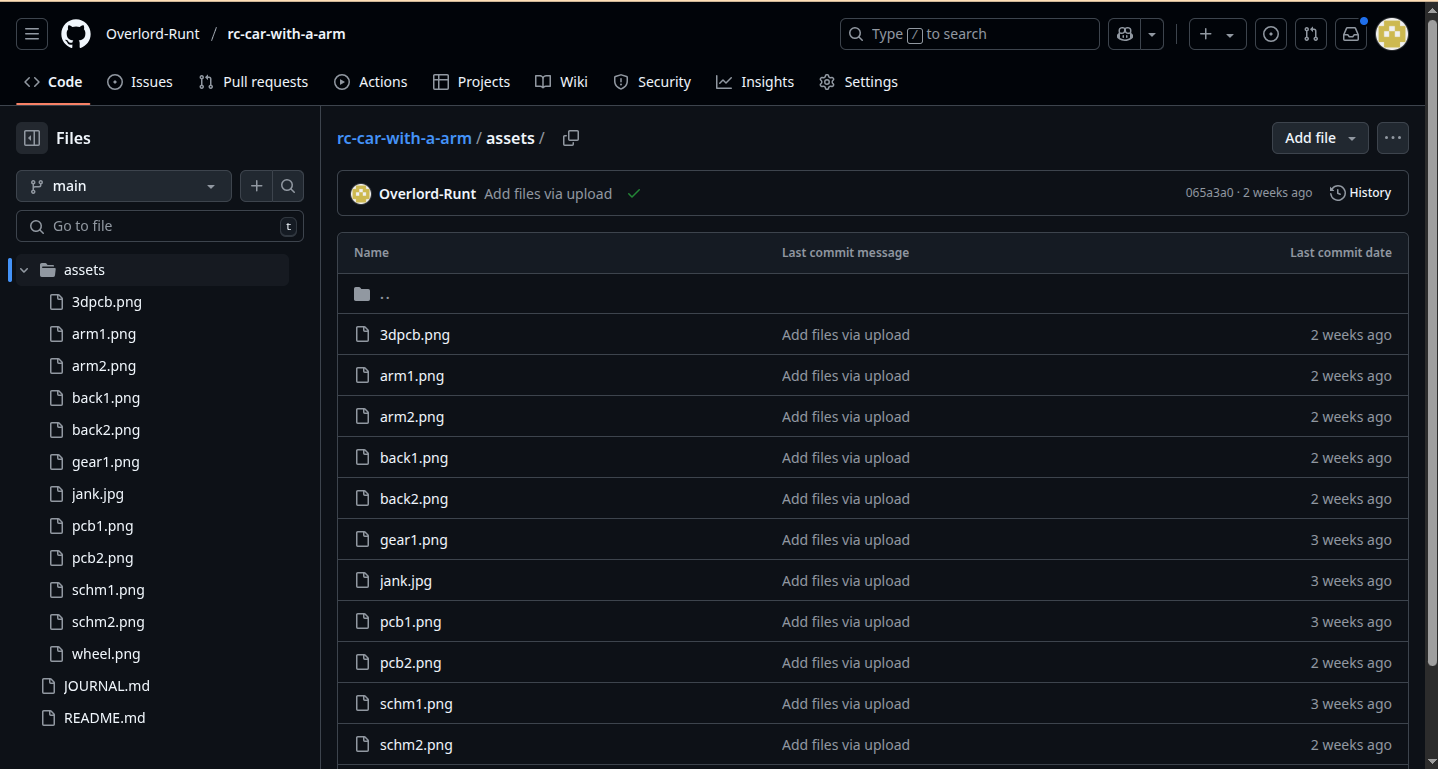 Overlord-Runt / rc-car-with-a-arm
Type / to search
Code Issues Pull requests Actions Projects Wiki Security Insights Settings
Files
main
Go to file t
assets
3dpcb.png
arm1.png
arm2.png
back1.png
back2.png
gear1.png
jank.jpg
pcb1.png
pcb2.png
schm1.png
schm2.png
wheel.png
JOURNAL.md
README.md
rc-car-with-a-arm / assets /
Add file
Overlord-Runt Add files via upload 065a3a0 · 2 weeks ago History
Name Last commit message Last commit date
..
3dpcb.png Add files via upload 2 weeks ago
arm1.png Add files via upload 2 weeks ago
arm2.png Add files via upload 2 weeks ago
back1.png Add files via upload 2 weeks ago
back2.png Add files via upload 2 weeks ago
gear1.png Add files via upload 3 weeks ago
jank.jpg Add files via upload 3 weeks ago
pcb1.png Add files via upload 3 weeks ago
pcb2.png Add files via upload 2 weeks ago
schm1.png Add files via upload 3 weeks ago
schm2.png Add files via upload 2 weeks ago